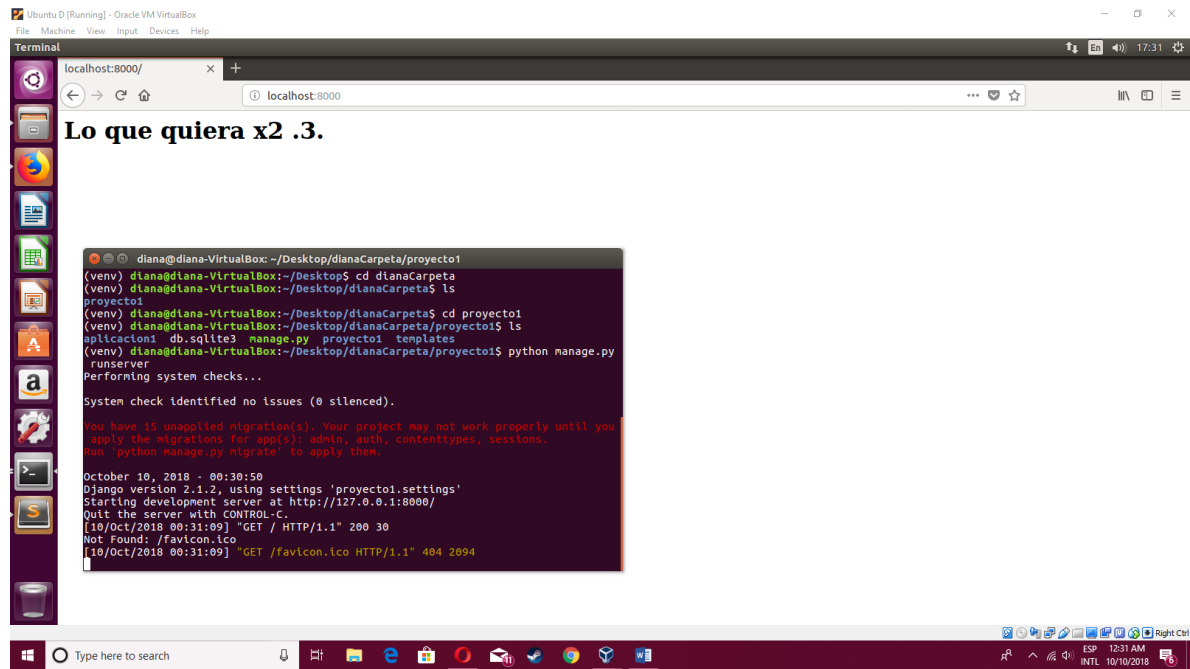 Ubuntu D [Running] - Oracle VM VirtualBox
File Machine View Input Devices Help
Terminal
En
17:31
localhost:8000/
localhost:8000
Lo que quiera x2 .3.
diana@diana-VirtualBox: ~/Desktop/dianaCarpeta/proyecto1
(venv) diana@diana-VirtualBox:~/Desktop$ cd dianaCarpeta
(venv) diana@diana-VirtualBox:~/Desktop/dianaCarpeta$ ls
proyecto1
(venv) diana@diana-VirtualBox:~/Desktop/dianaCarpeta$ cd proyecto1
(venv) diana@diana-VirtualBox:~/Desktop/dianaCarpeta/proyecto1$ ls
aplicacion1 db.sqlite3 manage.py proyecto1 templates
(venv) diana@diana-VirtualBox:~/Desktop/dianaCarpeta/proyecto1$ python manage.py
runserver
Performing system checks...
System check identified no issues (0 silenced).
You have 15 unapplied migration(s). Your project may not work properly until you
apply the migrations for app(s): admin, auth, contenttypes, sessions.
Run 'python manage.py migrate' to apply them.
October 10, 2018 - 00:30:50
Django version 2.1.2, using settings 'proyecto1.settings'
Starting development server at http://127.0.0.1:8000/
Quit the server with CONTROL-C.
[10/Oct/2018 00:31:09] "GET / HTTP/1.1" 200 30
Not Found: /favicon.ico
[10/Oct/2018 00:31:09] "GET /favicon.ico HTTP/1.1" 404 2094
Right Ctrl
Type here to search
11
ESP
INTL
12:31 AM
10/10/2018
6